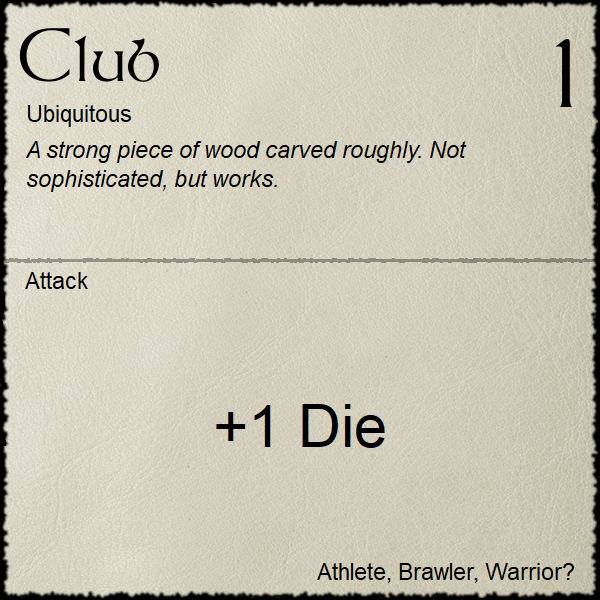 Club
1
Ubiquitous
A strong piece of wood carved roughly. Not
sophisticated, but works.
Attack
+1 Die
Athlete, Brawler, Warrior?